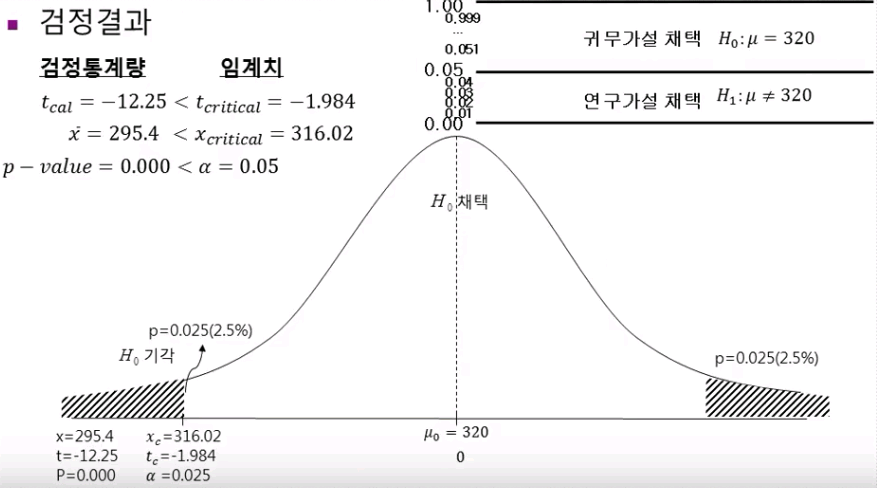 ▪ 검정결과
검정통계량 임계치
t_cal = −12.25 < t_critical = −1.984
x̄ = 295.4 < x_critical = 316.02
p − value = 0.000 < α = 0.05
1.00
0.999
...
0.051
0.05
0.04
0.03
0.02
0.01
0.00
귀무가설 채택 H₀: μ = 320
연구가설 채택 H₁: μ ≠ 320
H₀ 채택
p=0.025(2.5%)
H₀ 기각
p=0.025(2.5%)
x=295.4 x_c=316.02
t=-12.25 t_c=-1.984
P=0.000 α =0.025
μ₀ = 320
0